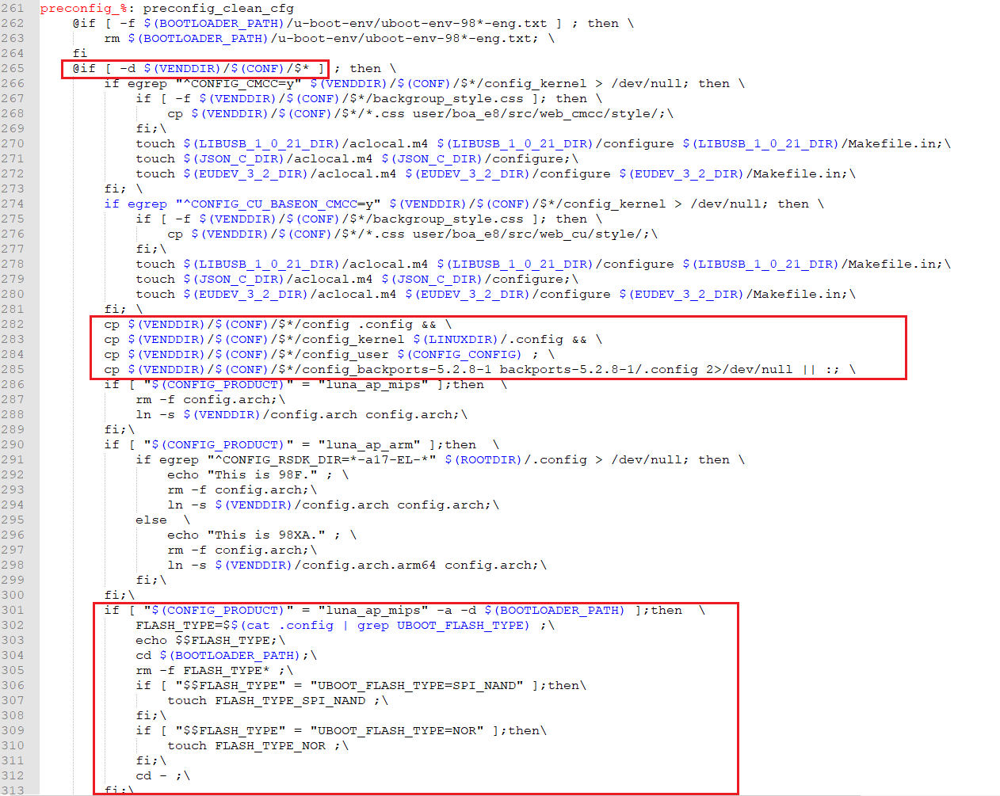 261 preconfig_%: preconfig_clean_cfg
262 @if [ -f $(BOOTLOADER_PATH)/u-boot-env/uboot-env-98*-eng.txt ] ; then \
263 rm $(BOOTLOADER_PATH)/u-boot-env/uboot-env-98*-eng.txt; \
264 fi
265 @if [ -d $(VENDDIR)/$(CONF)/$* ] ; then \
266 if egrep "^CONFIG_CMCC=y" $(VENDDIR)/$(CONF)/$*/config_kernel > /dev/null; then \
267 if [ -f $(VENDDIR)/$(CONF)/$*/backgroup_style.css ]; then \
268 cp $(VENDDIR)/$(CONF)/$*/*.css user/boa_e8/src/web_cmcc/style/;\
269 fi;\
270 touch $(LIBUSB_1_0_21_DIR)/aclocal.m4 $(LIBUSB_1_0_21_DIR)/configure $(LIBUSB_1_0_21_DIR)/Makefile.in;\
271 touch $(JSON_C_DIR)/aclocal.m4 $(JSON_C_DIR)/configure;\
272 touch $(EUDEV_3_2_DIR)/aclocal.m4 $(EUDEV_3_2_DIR)/configure $(EUDEV_3_2_DIR)/Makefile.in;\
273 fi; \
274 if egrep "^CONFIG_CU_BASEON_CMCC=y" $(VENDDIR)/$(CONF)/$*/config_kernel > /dev/null; then \
275 if [ -f $(VENDDIR)/$(CONF)/$*/backgroup_style.css ]; then \
276 cp $(VENDDIR)/$(CONF)/$*/*.css user/boa_e8/src/web_cu/style/;\
277 fi;\
278 touch $(LIBUSB_1_0_21_DIR)/aclocal.m4 $(LIBUSB_1_0_21_DIR)/configure $(LIBUSB_1_0_21_DIR)/Makefile.in;\
279 touch $(JSON_C_DIR)/aclocal.m4 $(JSON_C_DIR)/configure;\
280 touch $(EUDEV_3_2_DIR)/aclocal.m4 $(EUDEV_3_2_DIR)/configure $(EUDEV_3_2_DIR)/Makefile.in;\
281 fi; \
282 cp $(VENDDIR)/$(CONF)/$*/config .config && \
283 cp $(VENDDIR)/$(CONF)/$*/config_kernel $(LINUXDIR)/.config && \
284 cp $(VENDDIR)/$(CONF)/$*/config_user $(CONFIG_CONFIG) ; \
285 cp $(VENDDIR)/$(CONF)/$*/config_backports-5.2.8-1 backports-5.2.8-1/.config 2>/dev/null || :; \
286 if [ "$(CONFIG_PRODUCT)" = "luna_ap_mips" ];then \
287 rm -f config.arch;\
288 ln -s $(VENDDIR)/config.arch config.arch;\
289 fi;\
290 if [ "$(CONFIG_PRODUCT)" = "luna_ap_arm" ];then \
291 if egrep "^CONFIG_RSDK_DIR=*-a17-EL-*" $(ROOTDIR)/.config > /dev/null; then \
292 echo "This is 98F." ; \
293 rm -f config.arch;\
294 ln -s $(VENDDIR)/config.arch config.arch;\
295 else \
296 echo "This is 98XA." ; \
297 rm -f config.arch;\
298 ln -s $(VENDDIR)/config.arch.arm64 config.arch;\
299 fi;\
300 fi;\
301 if [ "$(CONFIG_PRODUCT)" = "luna_ap_mips" -a -d $(BOOTLOADER_PATH) ];then \
302 FLASH_TYPE=$$(cat .config | grep UBOOT_FLASH_TYPE) ;\
303 echo $$FLASH_TYPE;\
304 cd $(BOOTLOADER_PATH);\
305 rm -f FLASH_TYPE* ;\
306 if [ "$$FLASH_TYPE" = "UBOOT_FLASH_TYPE=SPI_NAND" ];then\
307 touch FLASH_TYPE_SPI_NAND ;\
308 fi;\
309 if [ "$$FLASH_TYPE" = "UBOOT_FLASH_TYPE=NOR" ];then\
310 touch FLASH_TYPE_NOR ;\
311 fi;\
312 cd - ;\
313 fi;\